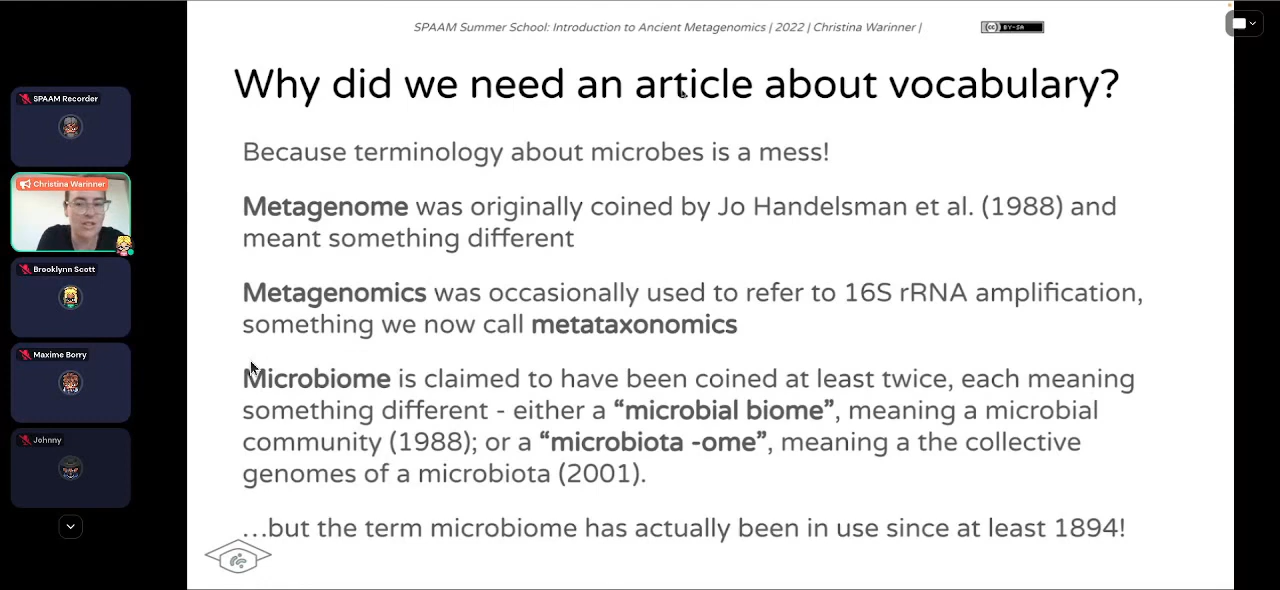 SPAAM Summer School: Introduction to Ancient Metagenomics | 2022 | Christina Warinner |
cc BY-SA
Why did we need an article about vocabulary?
SPAAM Recorder
Christina Warinner
Brooklynn Scott
Maxime Borry
Johnny
Because terminology about microbes is a mess!
Metagenome was originally coined by Jo Handelsman et al. (1988) and
meant something different
Metagenomics was occasionally used to refer to 16S rRNA amplification,
something we now call metataxonomics
Microbiome is claimed to have been coined at least twice, each meaning
something different - either a “microbial biome”, meaning a microbial
community (1988); or a “microbiota -ome”, meaning a the collective
genomes of a microbiota (2001).
…but the term microbiome has actually been in use since at least 1894!